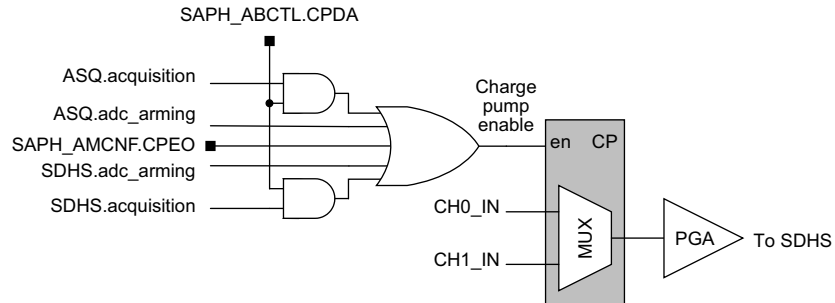 SAPH_ABCTL.CPDA
ASQ.acquisition
ASQ.adc_arming
SAPH_AMCNF.CPEO
SDHS.adc_arming
SDHS.acquisition
Charge
pump
enable
en CP
CH0_IN
CH1_IN
MUX
PGA
To SDHS